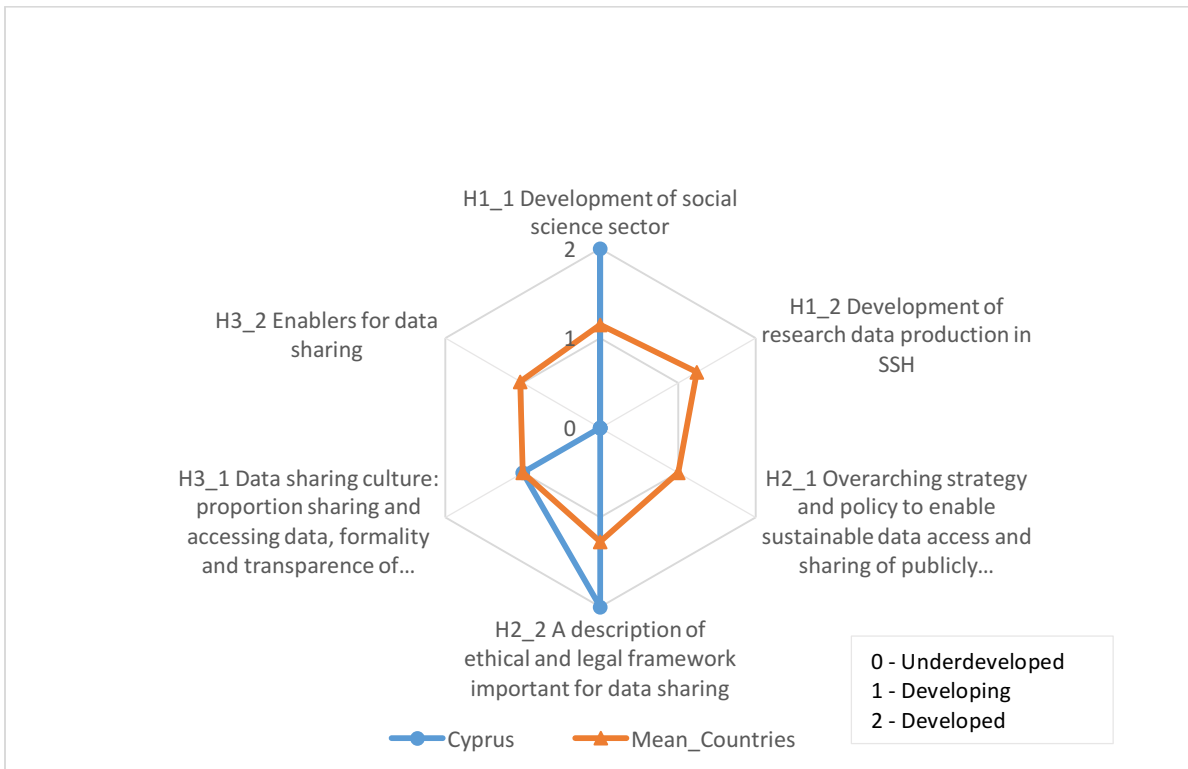 H1_1 Development of social
science sector
2
1
0
H1_2 Development of
research data production in
SSH
H3_2 Enablers for data
sharing
H3_1 Data sharing culture:
proportion sharing and
accessing data, formality
and transparence of...
H2_1 Overarching strategy
and policy to enable
sustainable data access and
sharing of publicly...
H2_2 A description of
ethical and legal framework
important for data sharing
0 - Underdeveloped
1 - Developing
2 - Developed
Cyprus
Mean_Countries